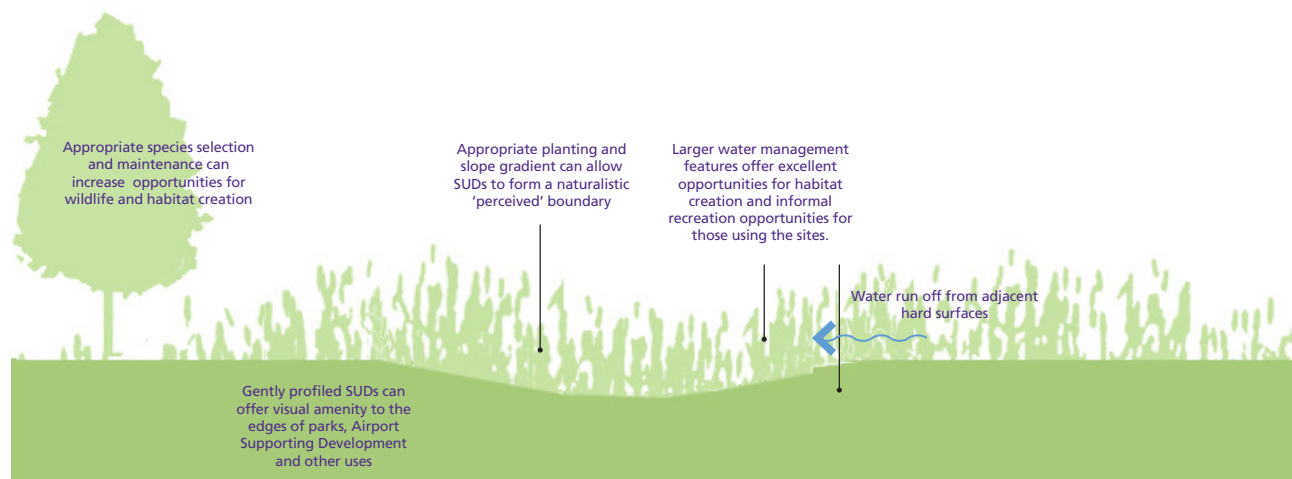 Appropriate species selection
and maintenance can
increase opportunities for
wildlife and habitat creation
Appropriate planting and
slope gradient can allow
SUDs to form a naturalistic
'perceived' boundary
Larger water management
features offer excellent
opportunities for habitat
creation and informal
recreation opportunities for
those using the sites.
Water run off from adjacent
hard surfaces
Gently profiled SUDs can
offer visual amenity to the
edges of parks, Airport
Supporting Development
and other uses